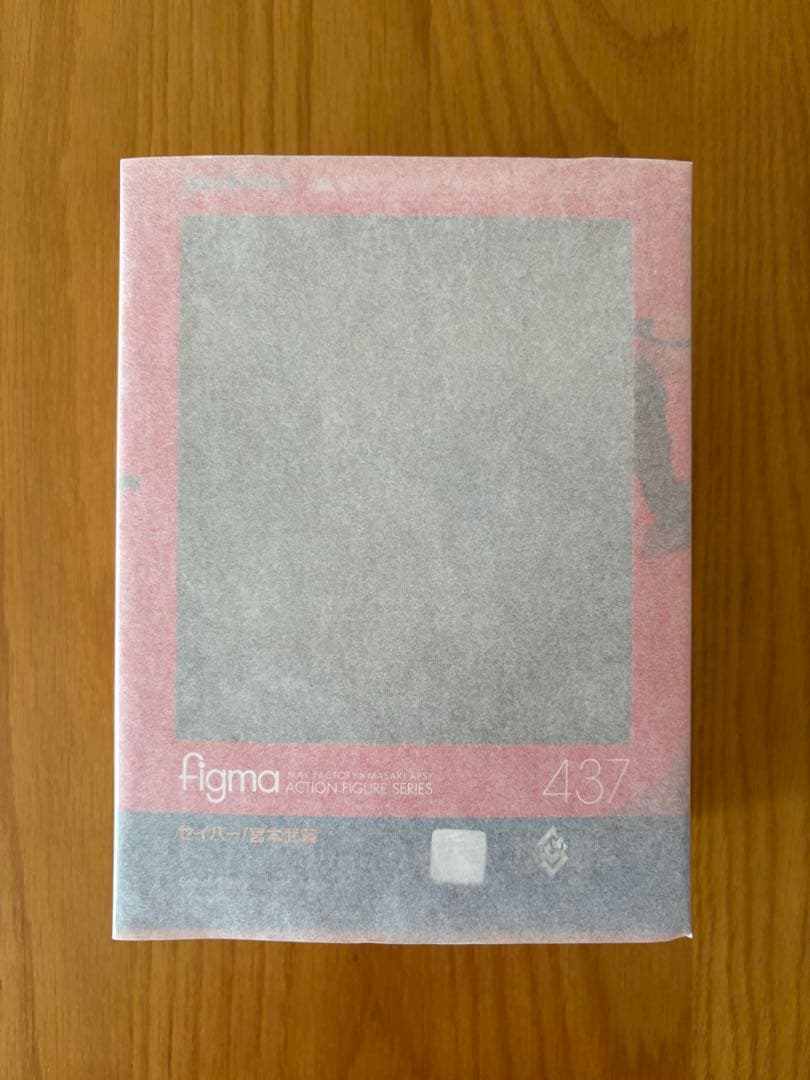 figma
MAX FACTORY×MASAKI APSY
ACTION FIGURE SERIES
437
セイバー/宮本武蔵